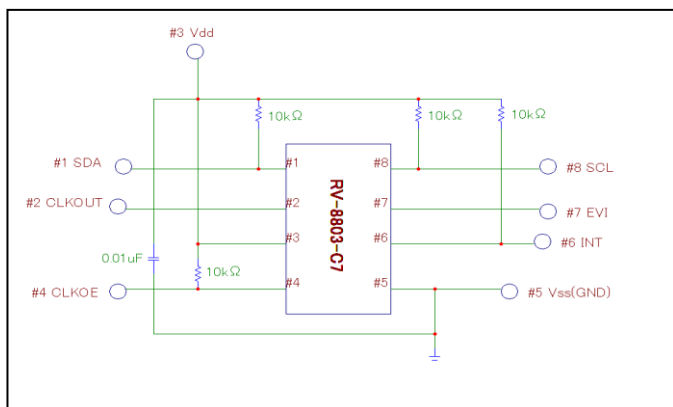 #3 Vdd
10kΩ
10kΩ
10kΩ
#1 SDA
#1
#8
#8 SCL
#2 CLKOUT
#2
#7
#7 EVI
RV-8803-C7
#3
#6
#6 INT
0.01uF
10kΩ
#4 CLKOE
#4
#5
#5 Vss(GND)